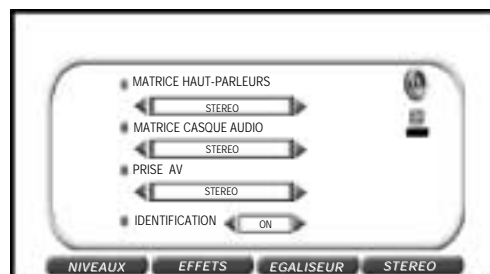 MATRICE HAUT-PARLEURS
STEREO
MATRICE CASQUE AUDIO
STEREO
PRISE AV
STEREO
IDENTIFICATION ON
NIVEAUX EFFETS EGALISEUR STEREO